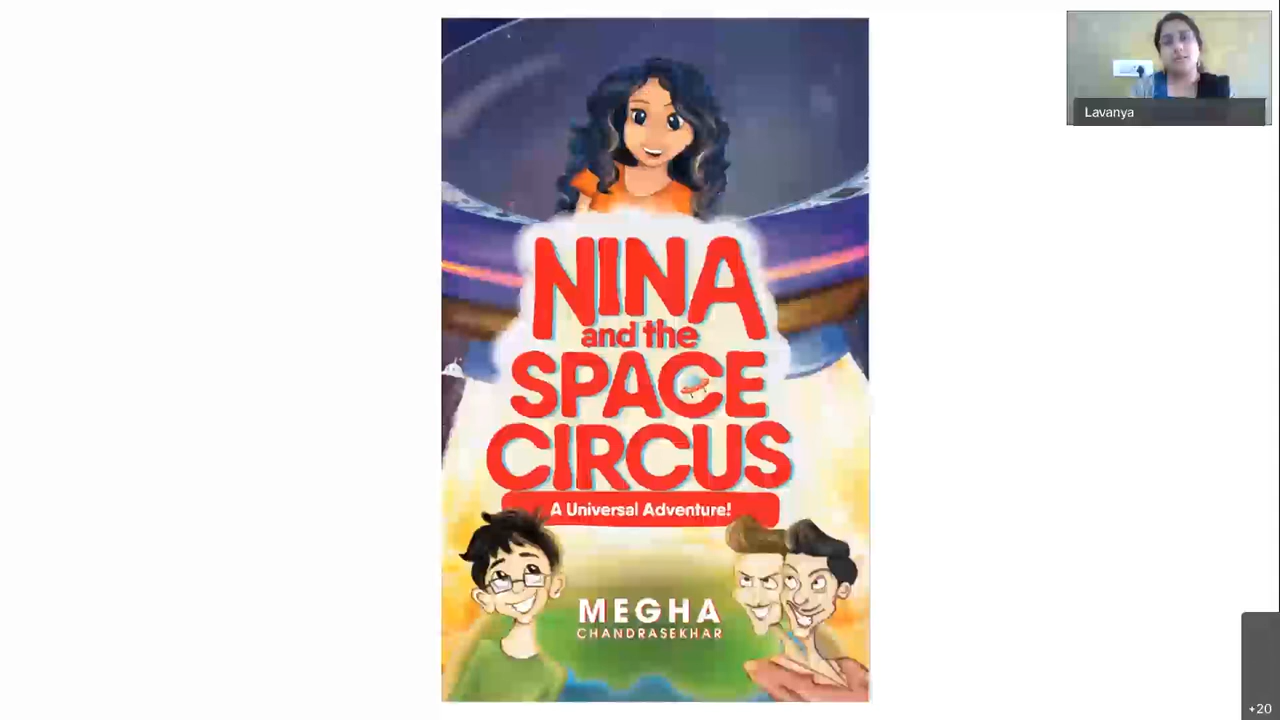 NINA
and the
SPACE
CIRCUS
A Universal Adventure!
MEGHA
CHANDRASEKHAR
Lavanya
+20